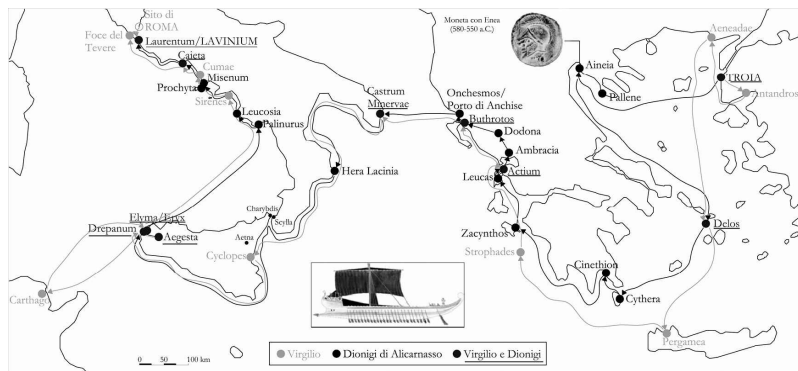 Sito di
ROMA
Foce del
Tevere
Laurentum/LAVINIUM
Caieta
Cumae
Misenum
Prochyta
Sirenes
Leucosia
Palinurus
Castrum
Minervae
Onchesmos/
Porto di Anchise
Buthrotos
Dodona
Ambracia
Actium
Leucas
Hera Lacinia
Moneta con Enea
(580-550 a.C.)
Aineia
Pallene
Aeneadae
TROIA
Antandros
Charybdis
Scylla
Aetna
Cyclopes
Elyma/Eryx
Drepanum
Aegesta
Carthago
Zacynthos
Strophades
Cinethion
Cythera
Delos
Pergamea
0 50 100 km
Virgilio
Dionigi di Alicarnasso
Virgilio e Dionigi